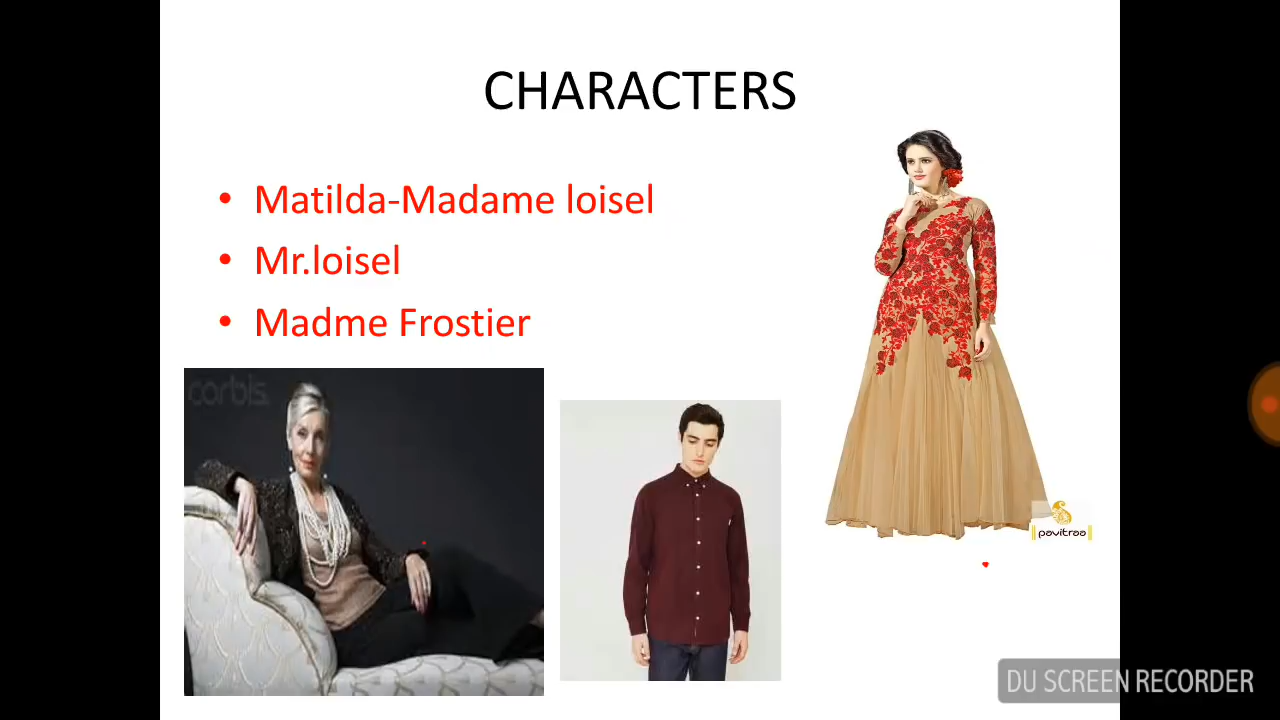 CHARACTERS
• Matilda-Madame loisel
• Mr.loisel
• Madme Frostier
corbis.
pavitraa
DU SCREEN RECORDER